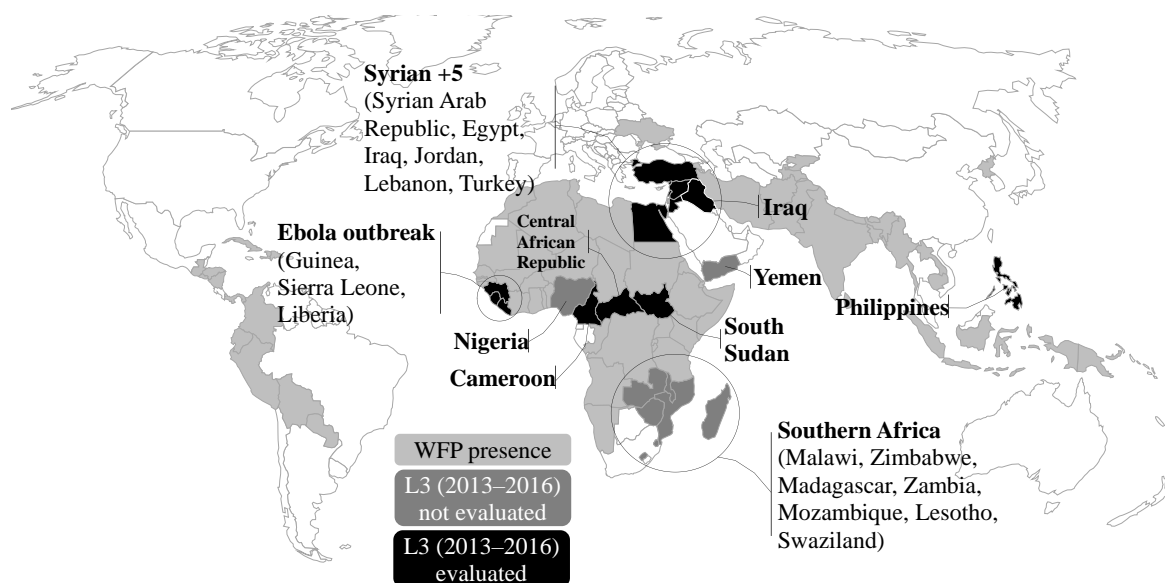 Syrian +5
(Syrian Arab
Republic, Egypt,
Iraq, Jordan,
Lebanon, Turkey)
Iraq
Central
African
Republic
Ebola outbreak
(Guinea,
Sierra Leone,
Liberia)
Yemen
Philippines
Nigeria
South
Sudan
Cameroon
Southern Africa
(Malawi, Zimbabwe,
Madagascar, Zambia,
Mozambique, Lesotho,
Swaziland)
WFP presence
L3 (2013–2016)
not evaluated
L3 (2013–2016)
evaluated